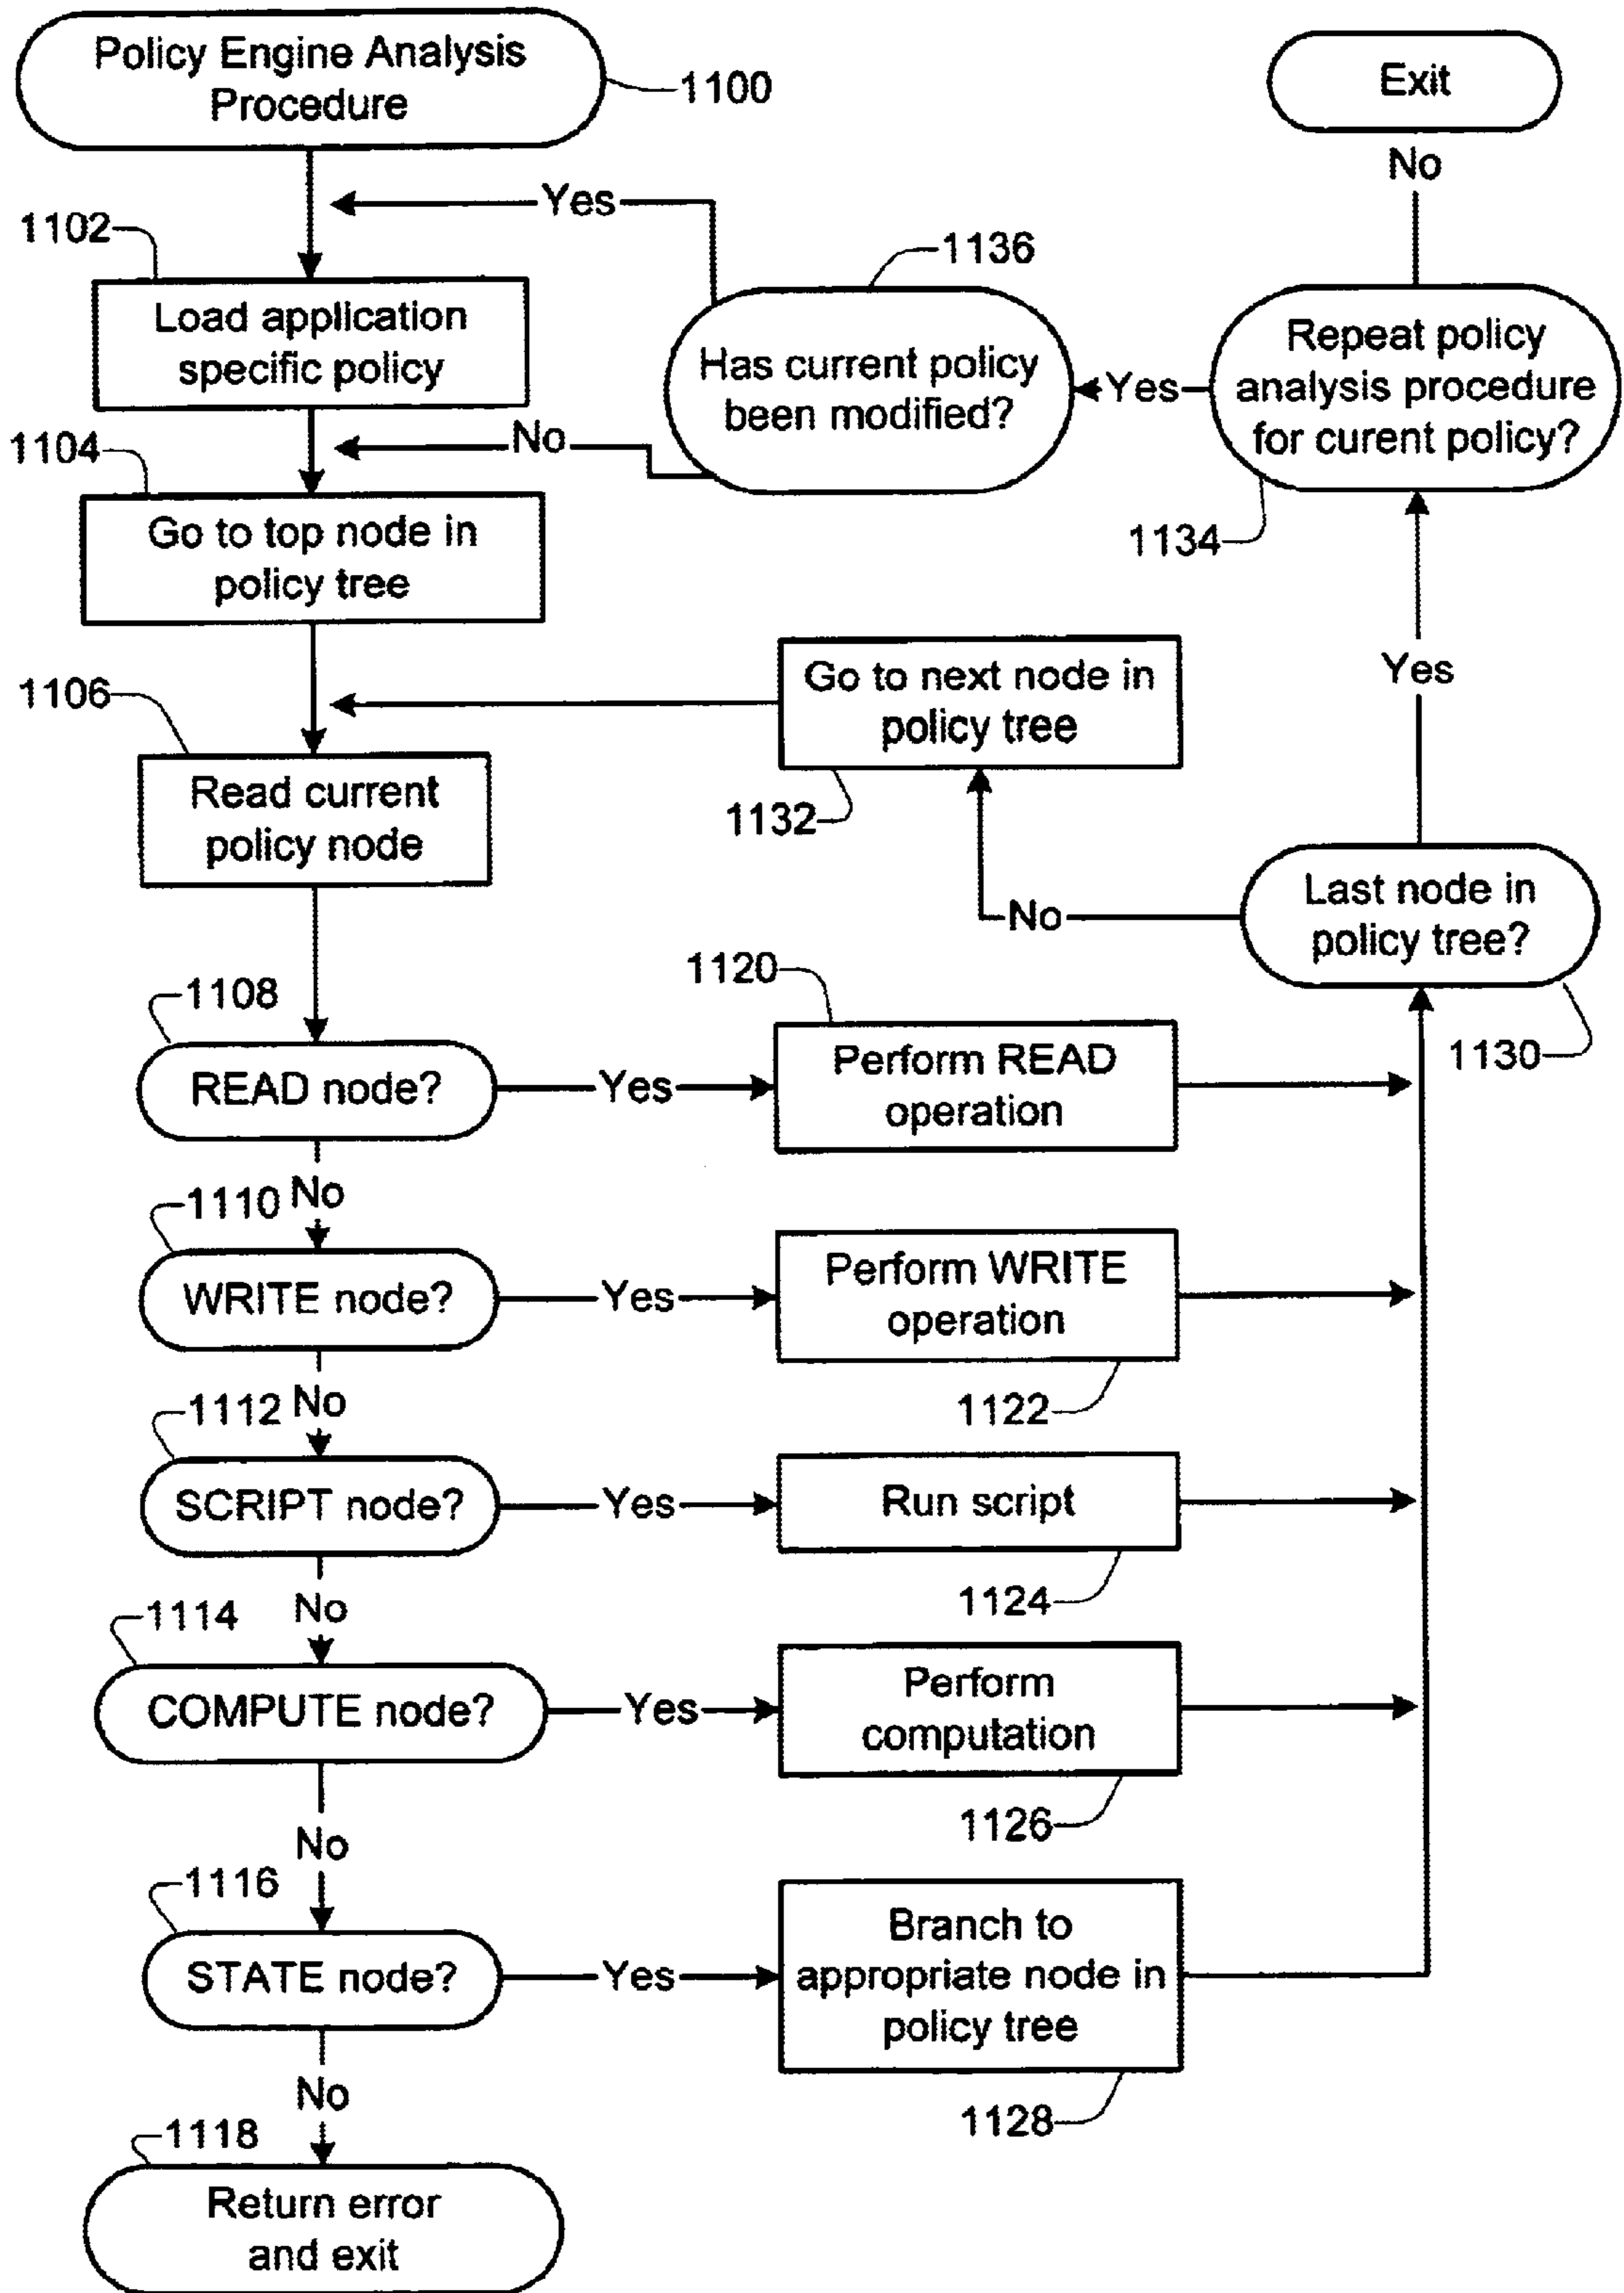 Policy Engine Analysis
Procedure
1100
Exit
No
Yes
1102
Load application
specific policy
1136
Has current policy
been modified?
Yes
Repeat policy
analysis procedure
for curent policy?
1134
No
1104
Go to top node in
policy tree
Yes
1106
Go to next node in
policy tree
1132
Read current
policy node
No
Last node in
policy tree?
1130
1108
READ node?
Yes
1120
Perform READ
operation
No
1110
WRITE node?
Yes
Perform WRITE
operation
1122
No
1112
SCRIPT node?
Yes
Run script
1124
No
1114
COMPUTE node?
Yes
Perform
computation
1126
No
1116
STATE node?
Yes
Branch to
appropriate node in
policy tree
1128
No
1118
Return error
and exit